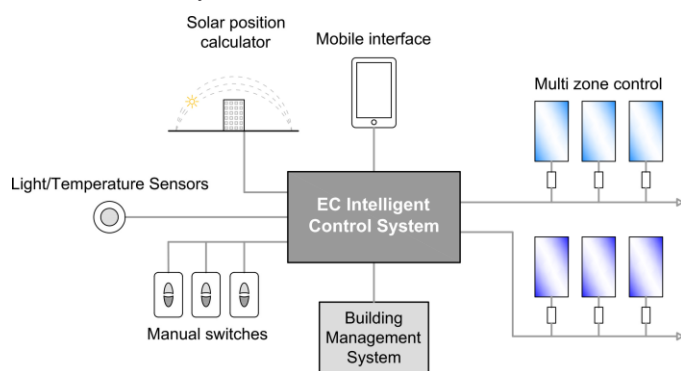 Solar position
calculator
Mobile interface
Multi zone control
Light/Temperature Sensors
EC Intelligent
Control System
Manual switches
Building
Management
System